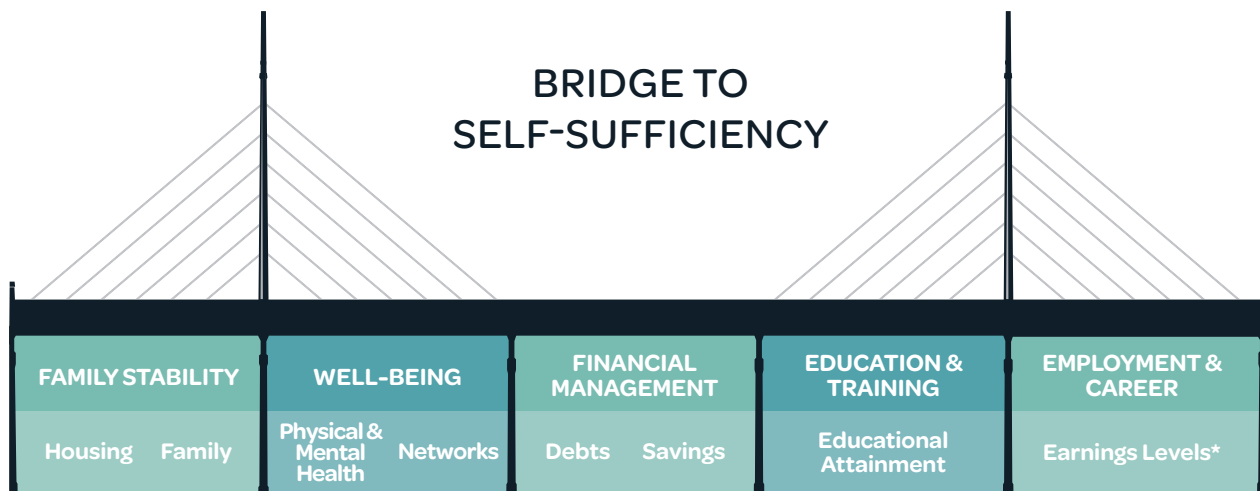 BRIDGE TO
SELF-SUFFICIENCY
FAMILY STABILITY
WELL-BEING
FINANCIAL
MANAGEMENT
EDUCATION &
TRAINING
EMPLOYMENT &
CAREER
Housing
Family
Physical &
Mental
Health
Networks
Debts
Savings
Educational
Attainment
Earnings Levels*